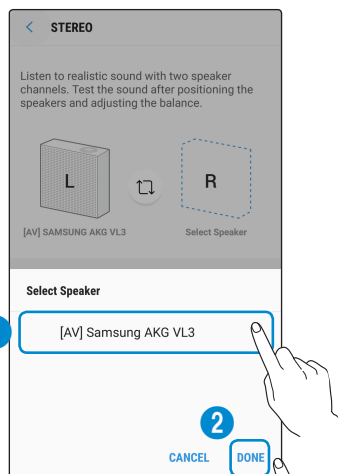 STEREO
Listen to realistic sound with two speaker
channels. Test the sound after positioning the
speakers and adjusting the balance.
L
R
[AV] SAMSUNG AKG VL3
Select Speaker
Select Speaker
[AV] Samsung AKG VL3
2
CANCEL
DONE